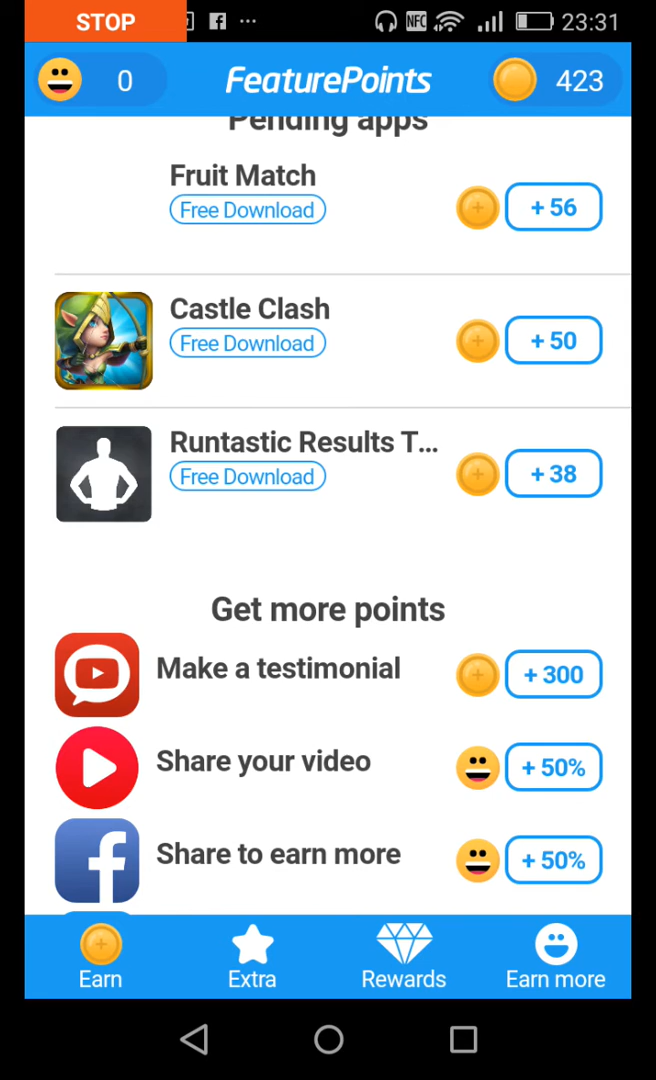 STOP
NFC
23:31
0
FeaturePoints
423
Pending apps
Fruit Match
Free Download
+ 56
Castle Clash
Free Download
+ 50
Runtastic Results T...
Free Download
+ 38
Get more points
Make a testimonial
+ 300
Share your video
+ 50%
Share to earn more
+ 50%
Earn
Extra
Rewards
Earn more